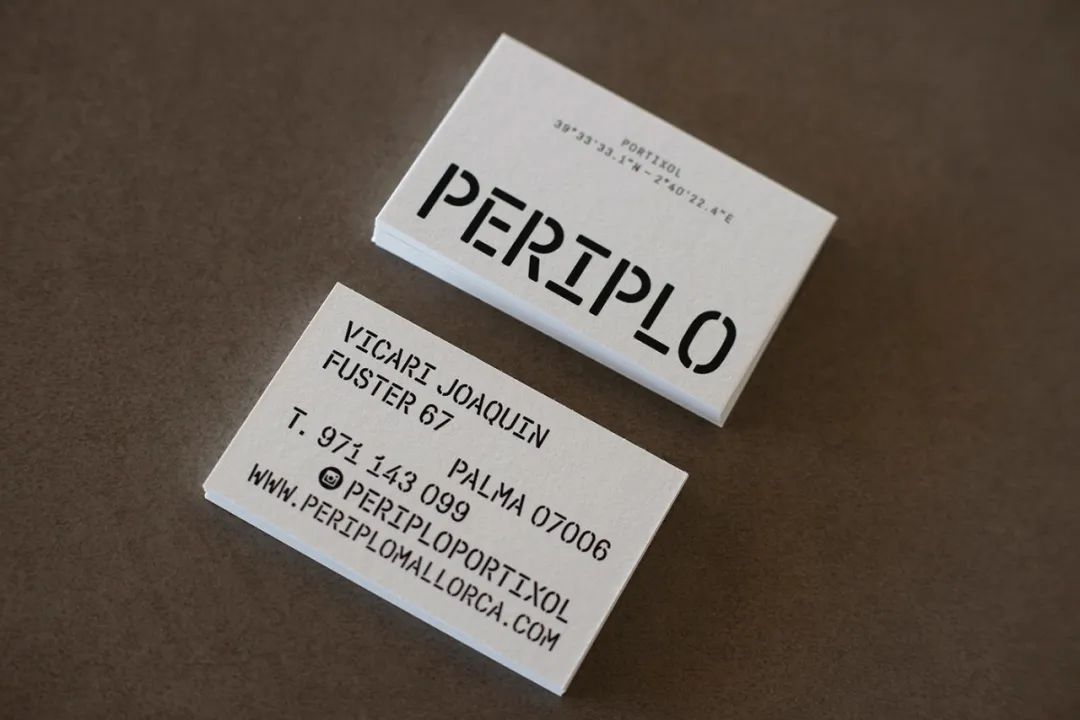 PORTIXOL
39°33'33.1"N – 2°40'22.4"E
PERIPLO
VICARI JOAQUIN
FUSTER 67
PALMA 07006
T. 971 143 099
PERIPLOPORTIXOL
WWW.PERIPLOMALLORCA.COM